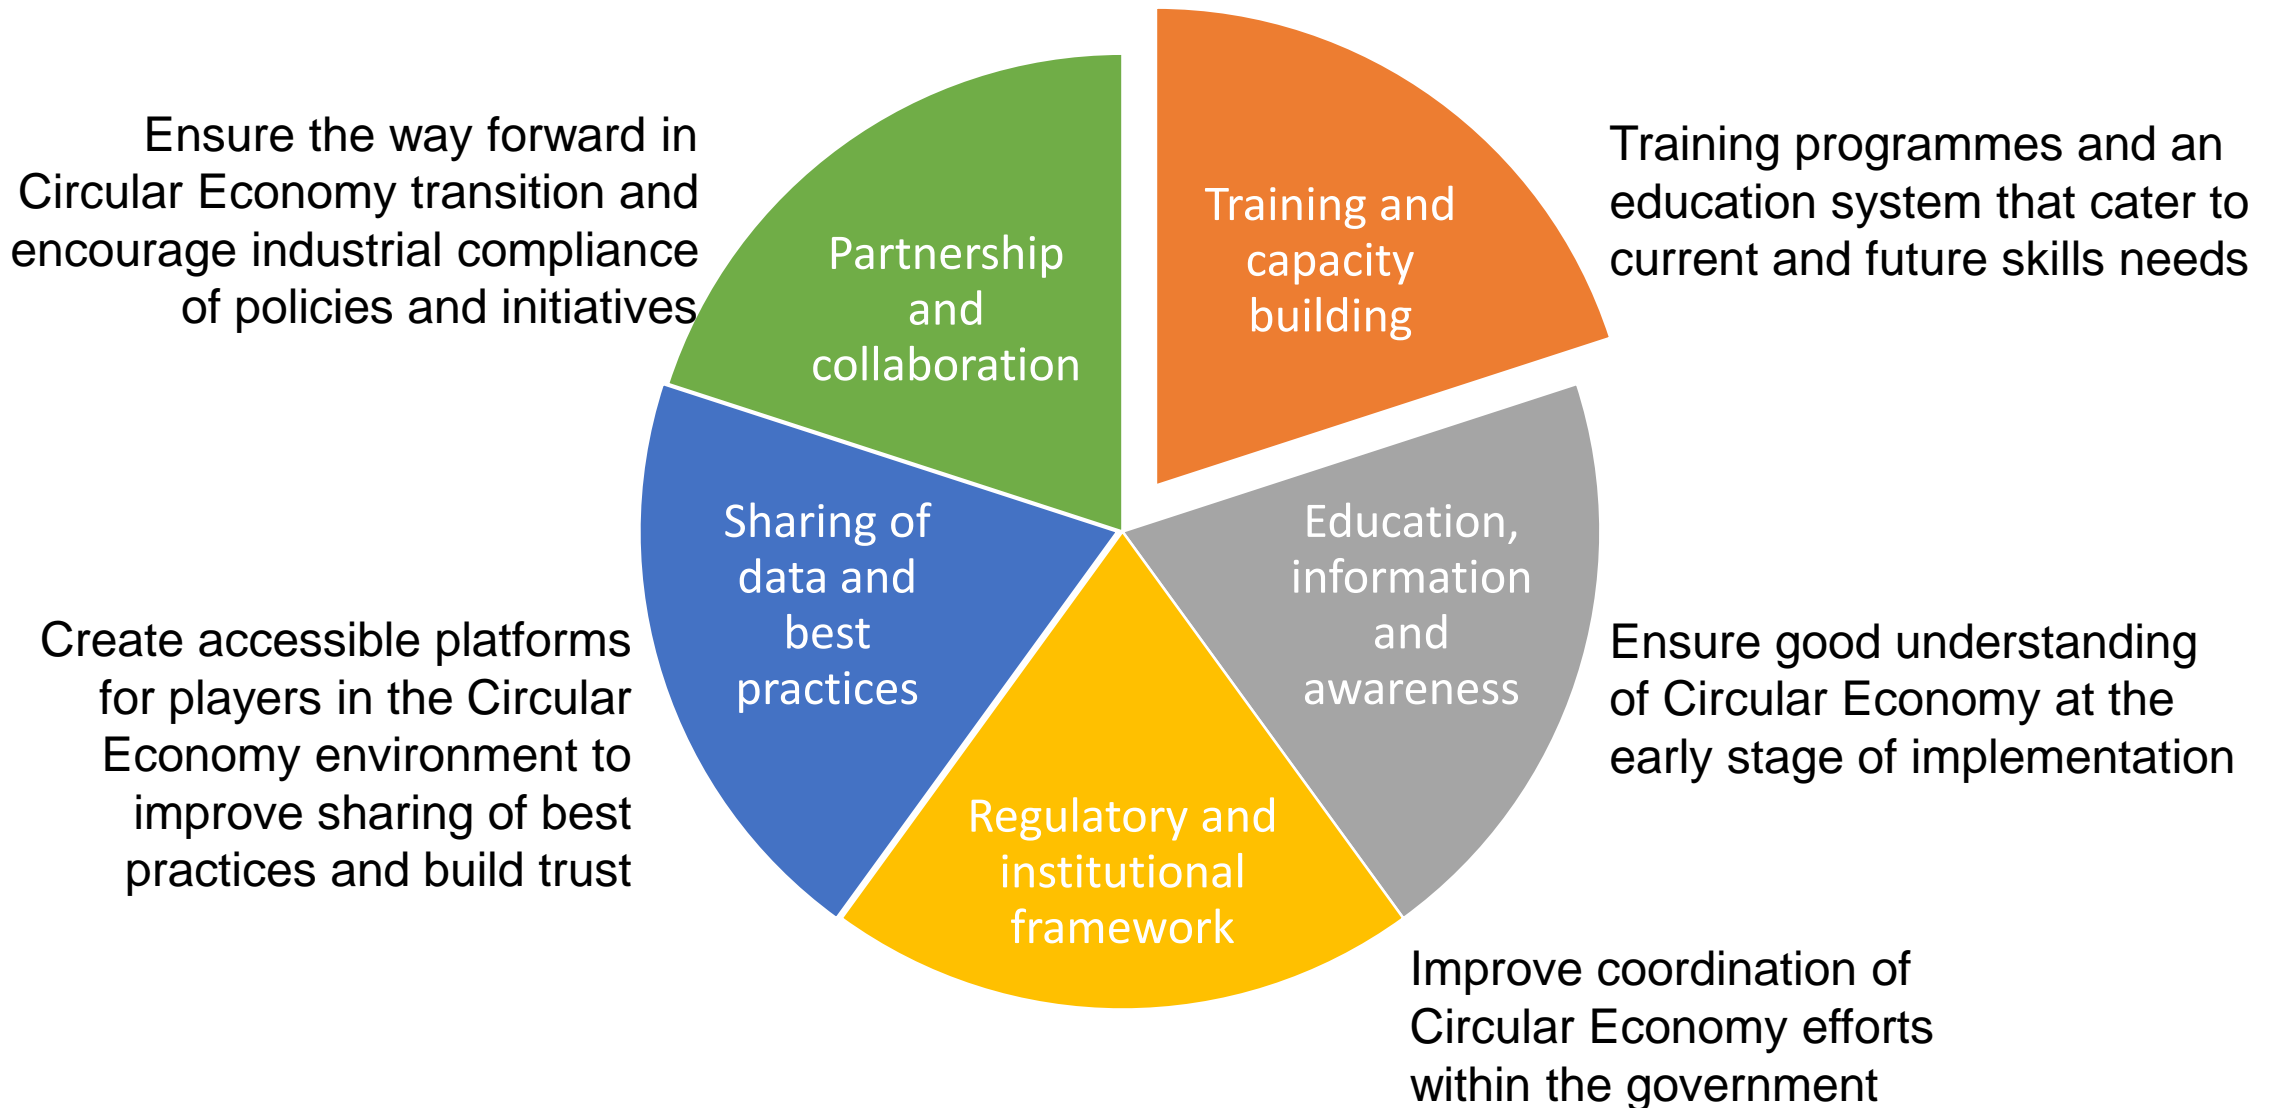 Ensure the way forward in
Circular Economy transition and
encourage industrial compliance
of policies and initiatives
Partnership
and
collaboration
Training and
capacity
building
Training programmes and an
education system that cater to
current and future skills needs
Sharing of
data and
best
practices
Create accessible platforms
for players in the Circular
Economy environment to
improve sharing of best
practices and build trust
Education,
information
and
awareness
Ensure good understanding
of Circular Economy at the
early stage of implementation
Regulatory and
institutional
framework
Improve coordination of
Circular Economy efforts
within the government